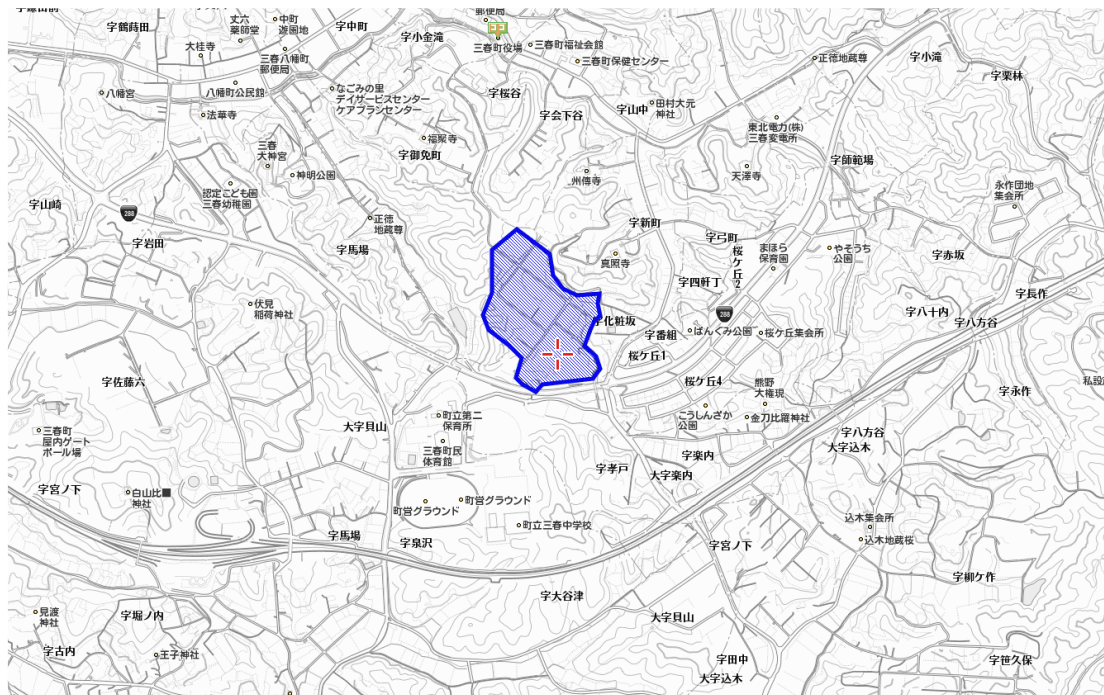 字鶴蒔田
丈六
薬師堂
中町
遊園地
字中町
郵便局
三春町役場
三春町福祉会館
三春町保健センター
字小金滝
正徳地蔵尊
字小滝
字栗林
大桂寺
三春八幡町
郵便局
八幡宮
八幡町公民館
なごみの里
デイサービスセンター
ケアプランセンター
字桜谷
字会下谷
字山中
田村大元
神社
東北電力(株)
三春変電所
法華寺
三春
大神宮
福聚寺
字御免町
字師範場
神明公園
州傳寺
天澤寺
認定こども園
三春幼稚園
永作団地
集会所
字山崎
288
字岩田
正徳
地蔵尊
字馬場
字新町
字弓町
真照寺
桜ケ丘2
まほら
保育園
やそうち
公園
字赤坂
字四軒丁
字長作
伏見
稲荷神社
字化粧坂
288
字八十内
字八方谷
字番組
ばんくみ公園
桜ケ丘集会所
桜ケ丘1
字佐藤六
桜ケ丘4
熊野
大権現
字永作
私設
こうしんざか
公園
金刀比羅神社
町立第二
保育所
大字貝山
三春町
屋内ゲート
ボール場
三春町民
体育館
字八方谷
大字込木
字楽内
字孝戸
大字楽内
字宮ノ下
白山比■
神社
町営グラウンド
町営グラウンド
町立三春中学校
込木集会所
込木地蔵桜
字馬場
字泉沢
字宮ノ下
字柳ケ作
字大谷津
見渡
神社
字堀ノ内
大字貝山
字古内
王子神社
字田中
大字込木
字笹久保